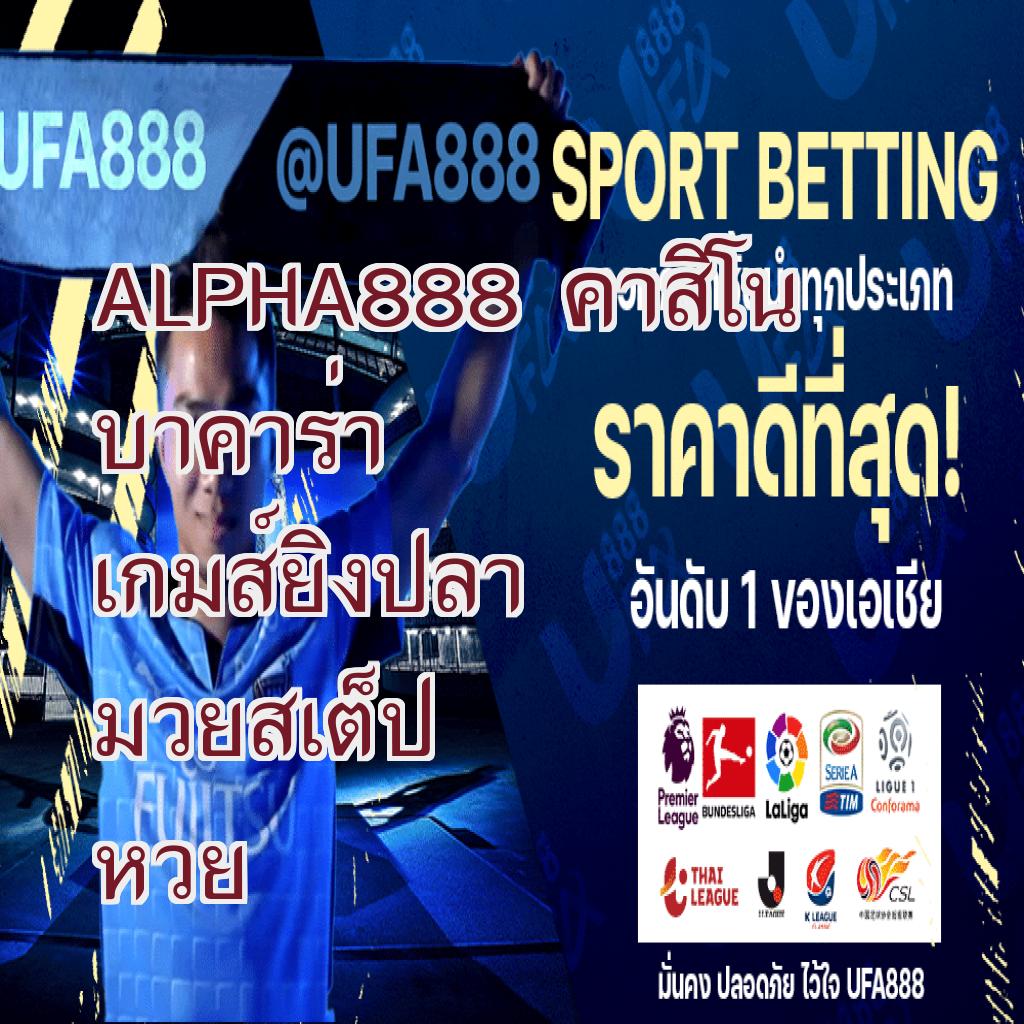 UFA888
@UFA888
SPORT BETTING
ทุกประเภท
ALPHA888 คาสิโน
บาคาร่า
เกมส์ยิงปลา
มวยสเต็ป
หวย
ราคาดีที่สุด!
อันดับ 1 ของเอเชีย
FUJITSU
Premier League
BUNDESLIGA
LaLiga
SERIE A
TIM
LIGUE 1
Conforama
THAI LEAGUE
J.LEAGUE
K LEAGUE
CSL
มั่นคง ปลอดภัย ไว้ใจ UFA888